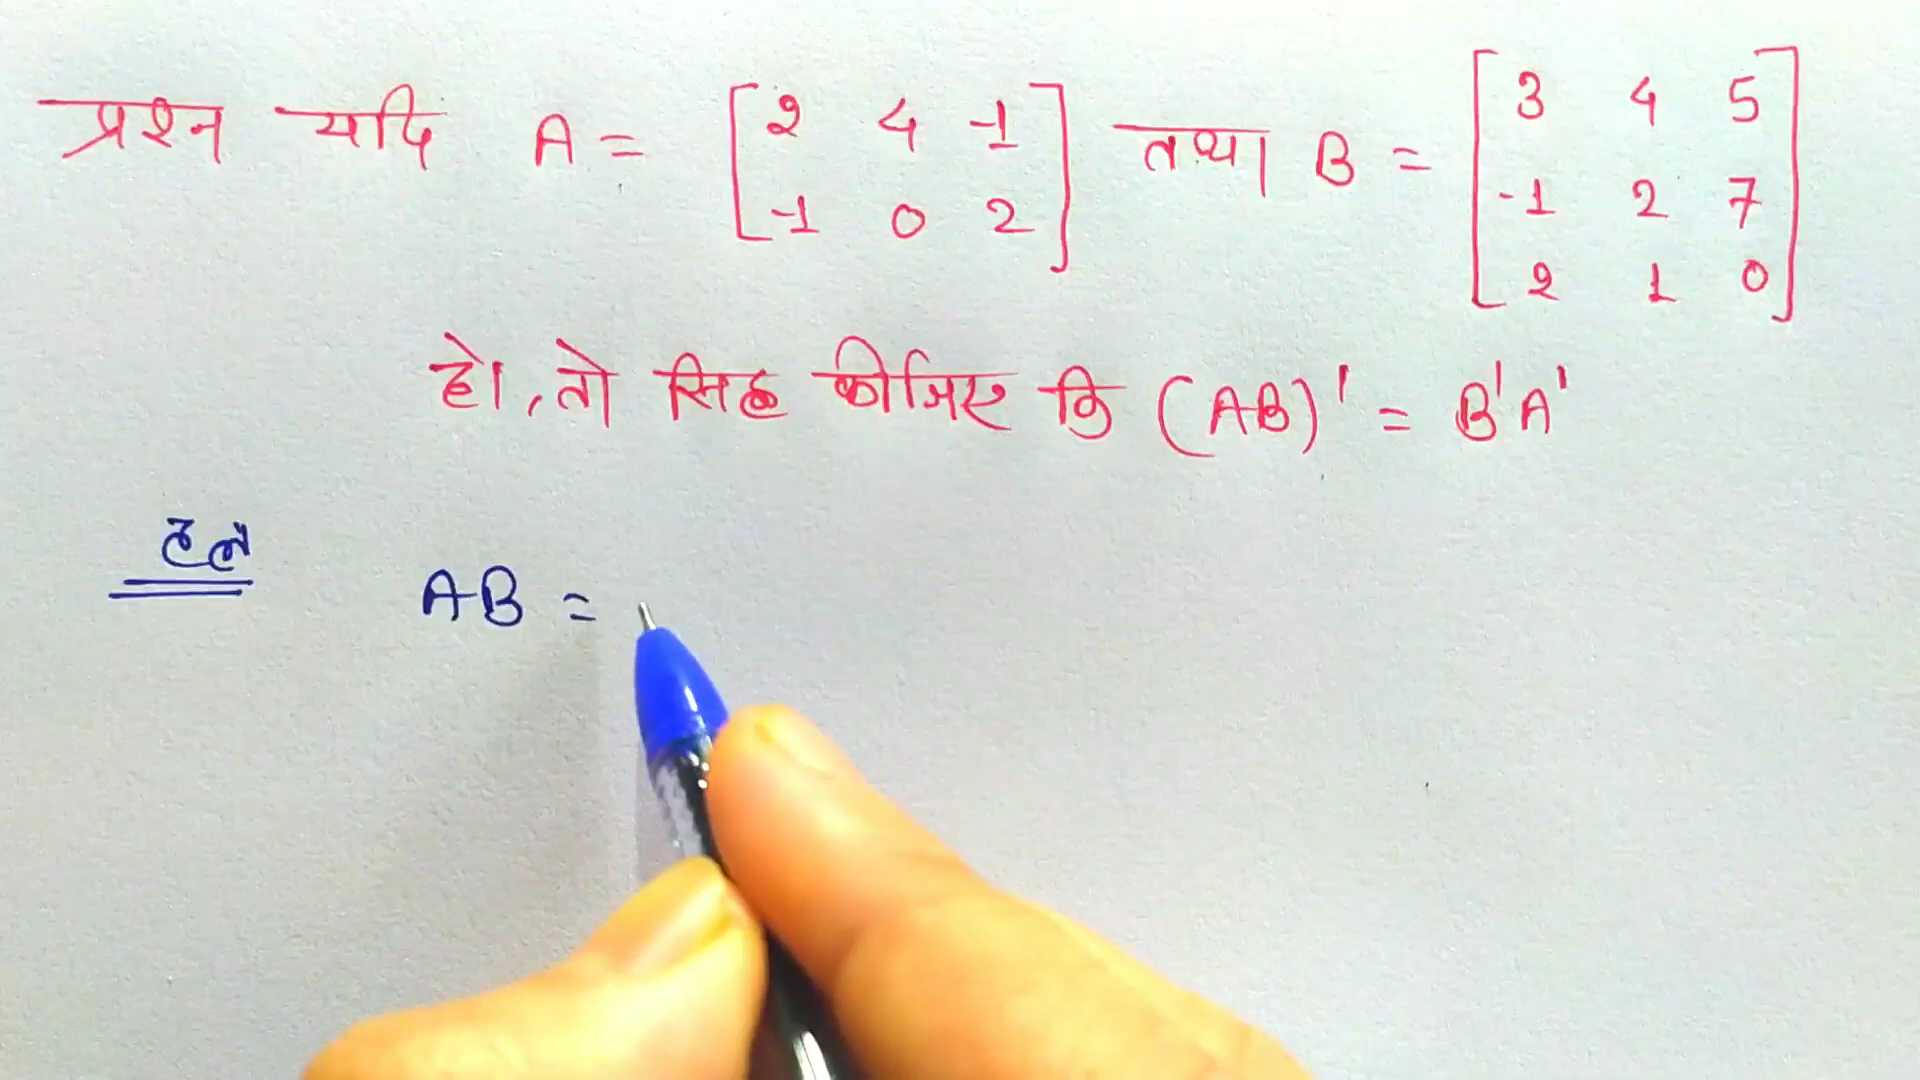 प्रश्न यदि A = [2 4 -1 -1 0 2] तथा B = [3 4 5 -1 2 7 2 1 0]
हो, तो सिद्ध कीजिए कि (AB)' = B'A'
हल AB =